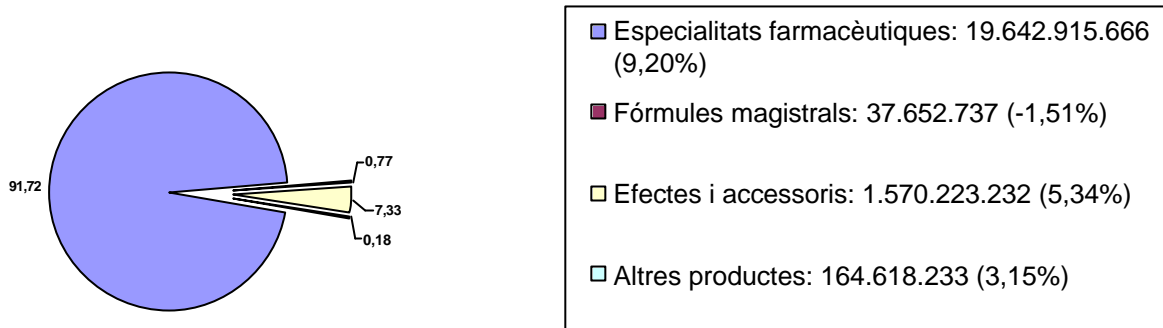 91,72
0,77
7,33
0,18
Especialitats farmacèutiques: 19.642.915.666
(9,20%)
Fórmules magistrals: 37.652.737 (-1,51%)
Efectes i accessoris: 1.570.223.232 (5,34%)
Altres productes: 164.618.233 (3,15%)